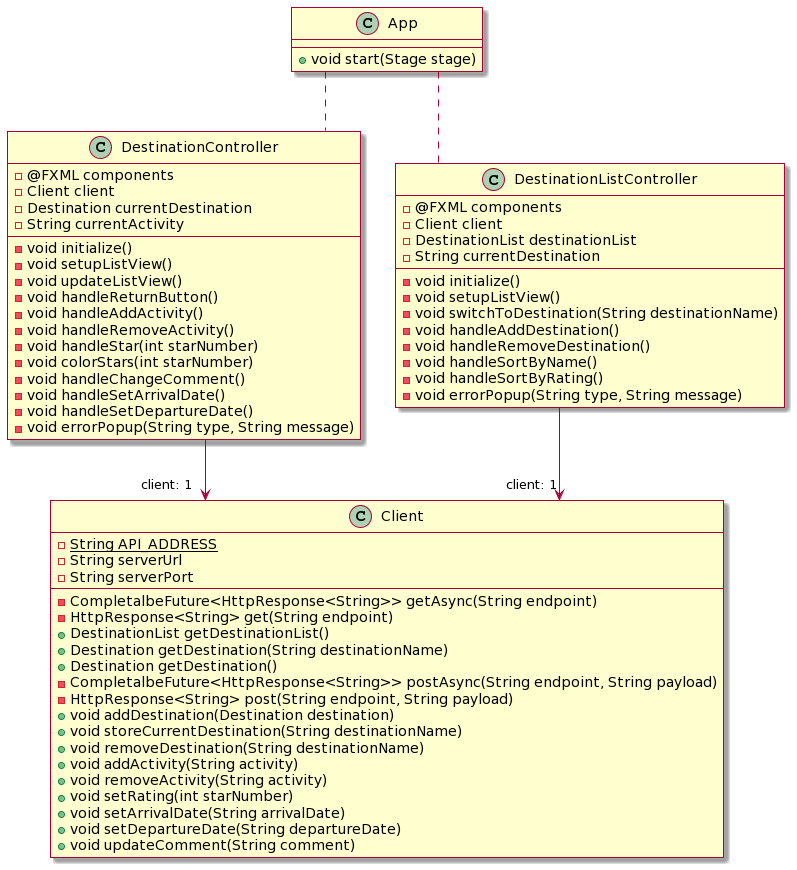 C App
void start(Stage stage)
C DestinationController
@FXML components
Client client
Destination currentDestination
String currentActivity
void initialize()
void setupListView()
void updateListView()
void handleReturnButton()
void handleAddActivity()
void handleRemoveActivity()
void handleStar(int starNumber)
void colorStars(int starNumber)
void handleChangeComment()
void handleSetArrivalDate()
void handleSetDepartureDate()
void errorPopup(String type, String message)
C DestinationListController
@FXML components
Client client
DestinationList destinationList
String currentDestination
void initialize()
void setupListView()
void switchToDestination(String destinationName)
void handleAddDestination()
void handleRemoveDestination()
void handleSortByName()
void handleSortByRating()
void errorPopup(String type, String message)
client: 1
client: 1
C Client
String API_ADDRESS
String serverUrl
String serverPort
CompletalbeFuture<HttpResponse<String>> getAsync(String endpoint)
HttpResponse<String> get(String endpoint)
DestinationList getDestinationList()
Destination getDestination(String destinationName)
Destination getDestination()
CompletalbeFuture<HttpResponse<String>> postAsync(String endpoint, String payload)
HttpResponse<String> post(String endpoint, String payload)
void addDestination(Destination destination)
void storeCurrentDestination(String destinationName)
void removeDestination(String destinationName)
void addActivity(String activity)
void removeActivity(String activity)
void setRating(int starNumber)
void setArrivalDate(String arrivalDate)
void setDepartureDate(String departureDate)
void updateComment(String comment)